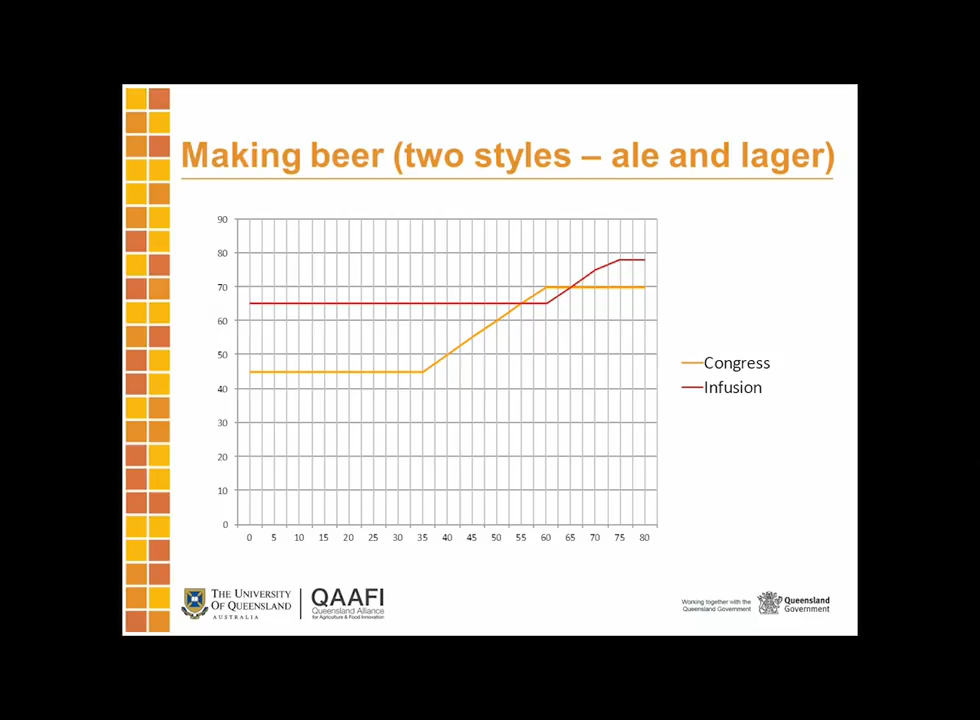 Making beer (two styles – ale and lager)
90
80
70
60
50
40
30
20
10
0
0 5 10 15 20 25 30 35 40 45 50 55 60 65 70 75 80
Congress
Infusion
THE UNIVERSITY
OF QUEENSLAND
AUSTRALIA
QAAFI
Queensland Alliance
for Agriculture & Food Innovation
Working together with the
Queensland Government
Queensland
Government